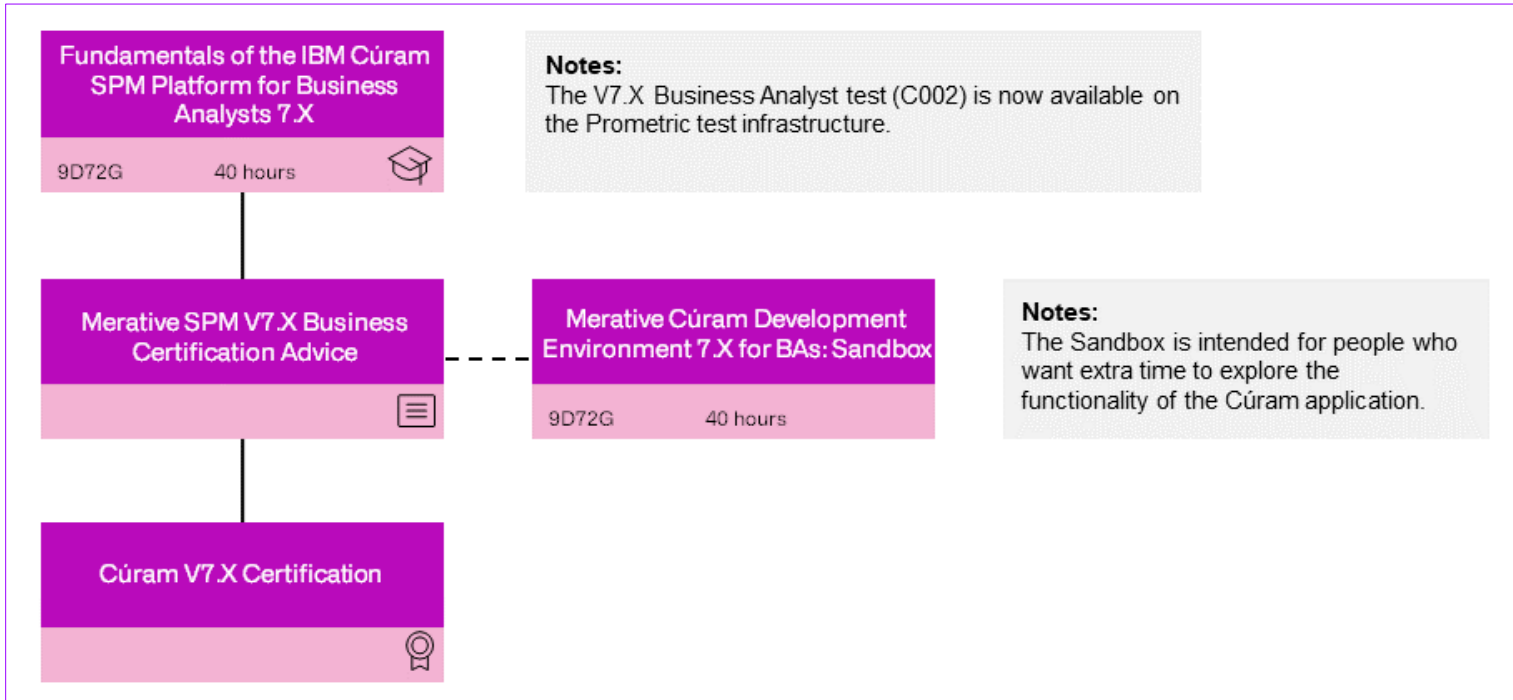 Fundamentals of the IBM Cúram
SPM Platform for Business
Analysts 7.X
9D72G 40 hours
Notes:
The V7.X Business Analyst test (C002) is now available on
the Prometric test infrastructure.
Merative SPM V7.X Business
Certification Advice
Merative Cúram Development
Environment 7.X for BAs: Sandbox
9D72G 40 hours
Notes:
The Sandbox is intended for people who
want extra time to explore the
functionality of the Cúram application.
Cúram V7.X Certification